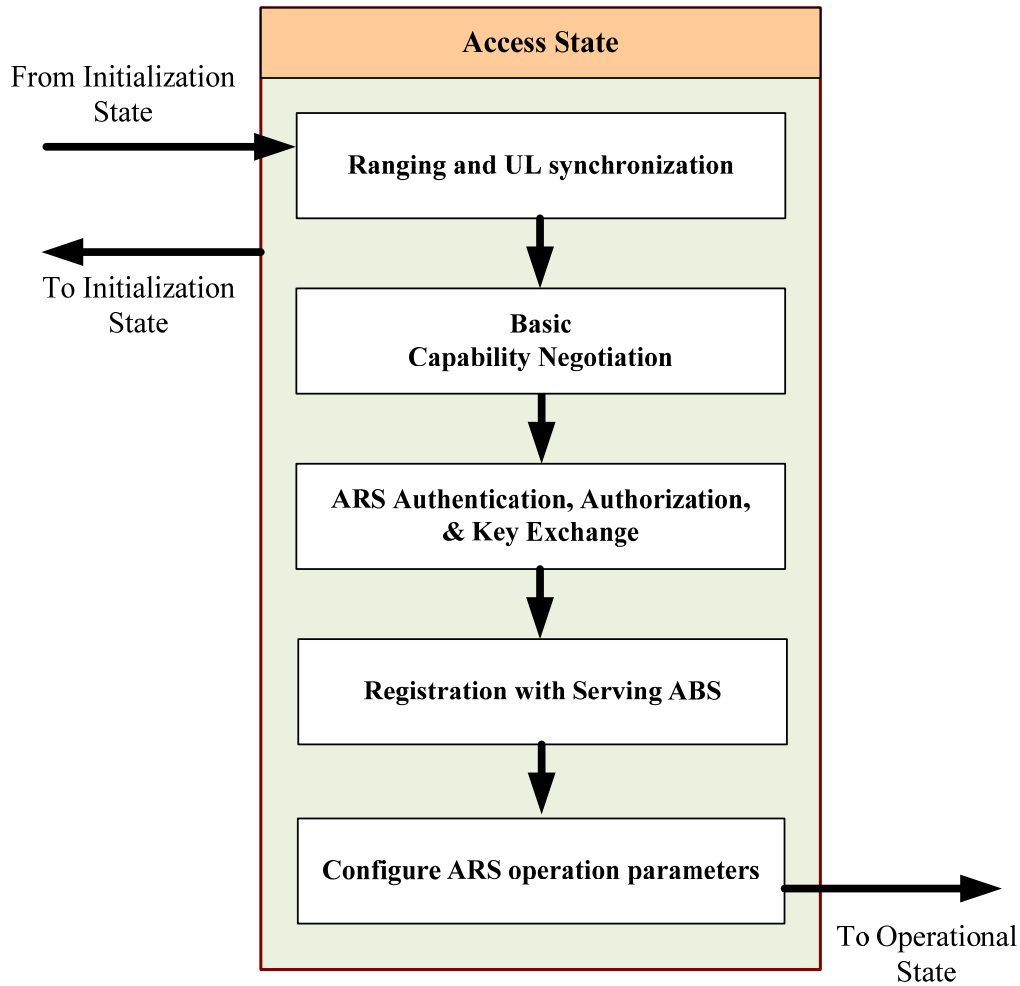 Access State
From Initialization
State
Ranging and UL synchronization
To Initialization
State
Basic
Capability Negotiation
ARS Authentication, Authorization,
& Key Exchange
Registration with Serving ABS
Configure ARS operation parameters
To Operational
State